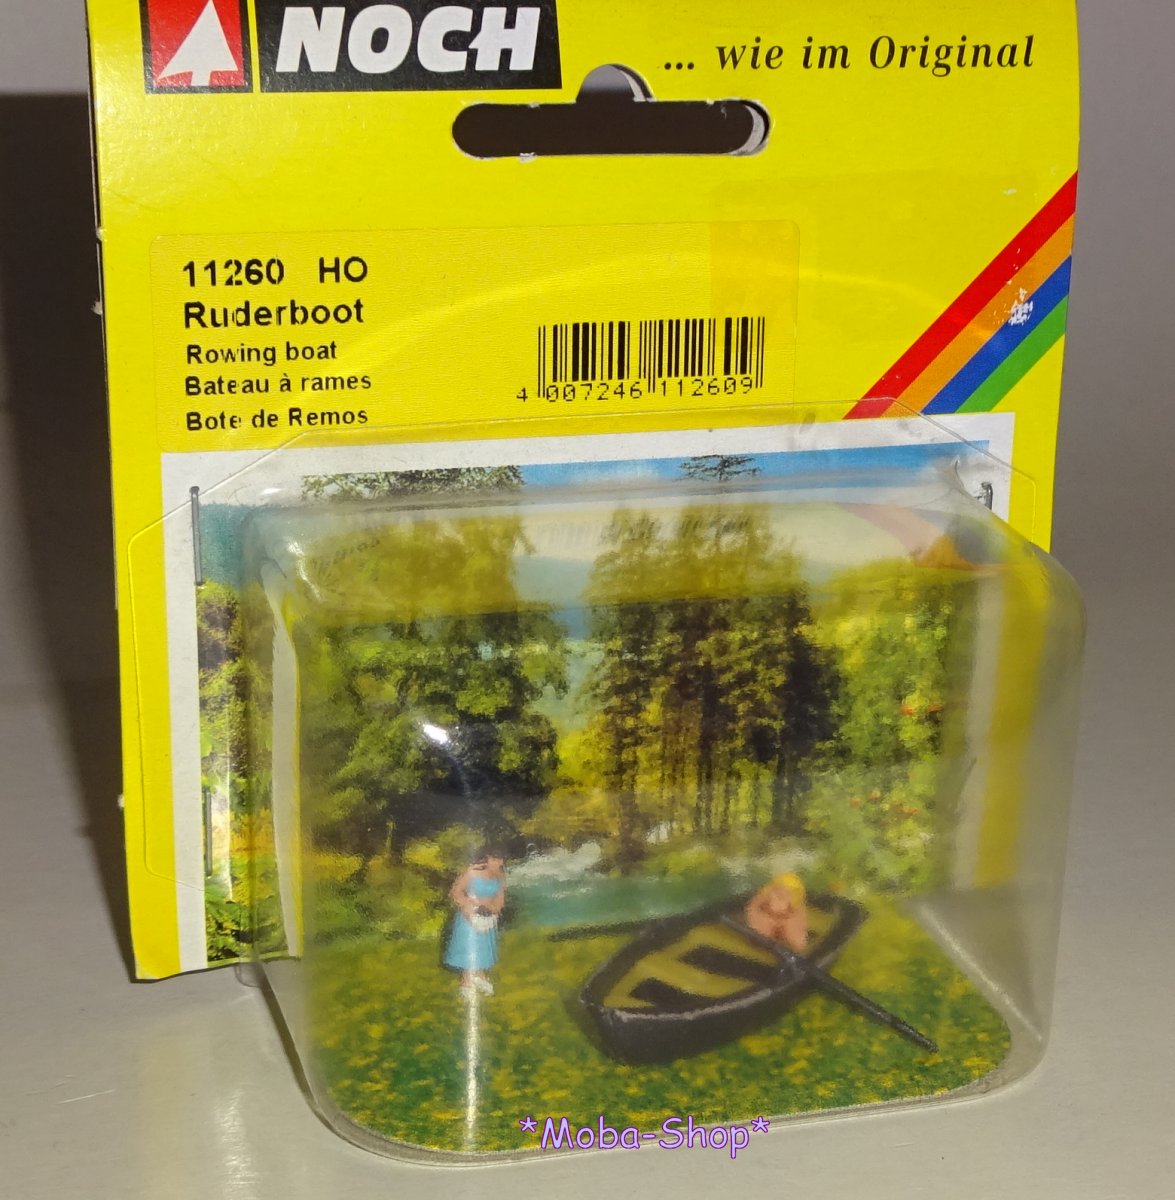 NOCH
... wie im Original
11260 HO
Ruderboot
Rowing boat
Bateau à rames
Bote de Remos
4 007246 112609
*Moba-Shop*